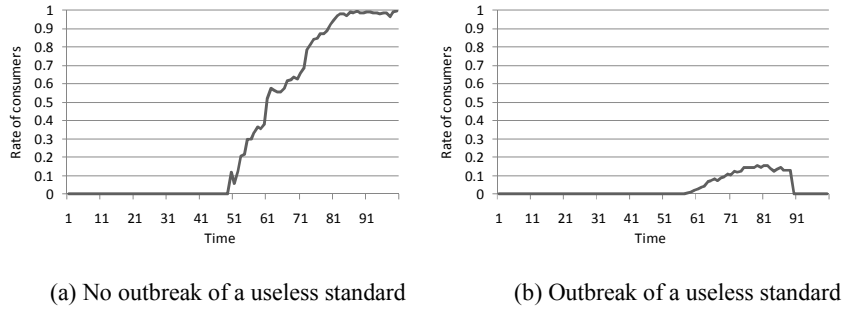 Rate of consumers
1
0.9
0.8
0.7
0.6
0.5
0.4
0.3
0.2
0.1
0
1 11 21 31 41 51 61 71 81 91
Time
(a) No outbreak of a useless standard
Rate of consumers
1
0.9
0.8
0.7
0.6
0.5
0.4
0.3
0.2
0.1
0
1 11 21 31 41 51 61 71 81 91
Time
(b) Outbreak of a useless standard